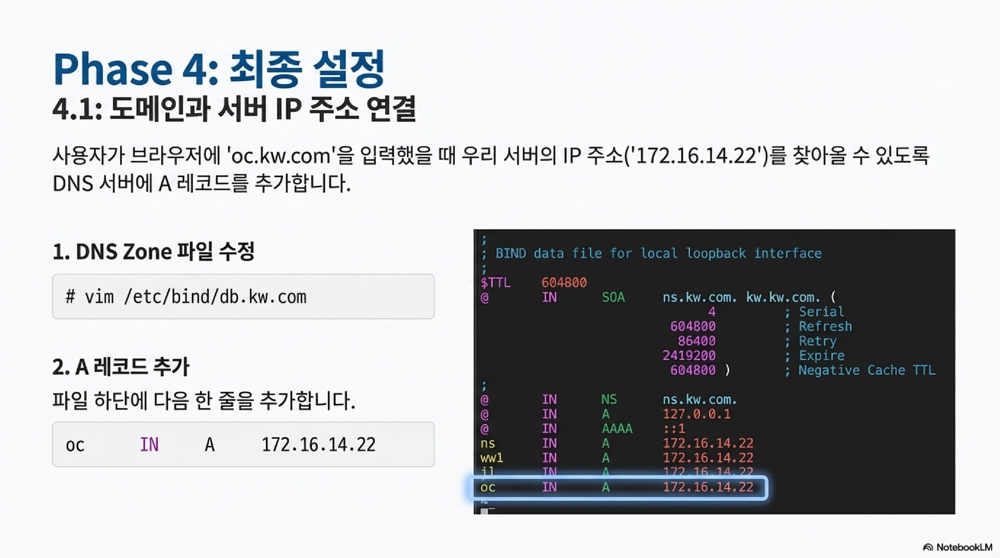 Phase 4: 최종 설정
4.1: 도메인과 서버 IP 주소 연결
사용자가 브라우저에 'oc.kw.com'을 입력했을 때 우리 서버의 IP 주소('172.16.14.22')를 찾아올 수 있도록
DNS 서버에 A 레코드를 추가합니다.
1. DNS Zone 파일 수정
# vim /etc/bind/db.kw.com
2. A 레코드 추가
파일 하단에 다음 한 줄을 추가합니다.
oc IN A 172.16.14.22
;
; BIND data file for local loopback interface
;
$TTL 604800
@ IN SOA ns.kw.com. kw.kw.com. (
4 ; Serial
604800 ; Refresh
86400 ; Retry
2419200 ; Expire
604800 ) ; Negative Cache TTL
;
@ IN NS ns.kw.com.
@ IN A 127.0.0.1
@ IN AAAA ::1
ns IN A 172.16.14.22
ww1 IN A 172.16.14.22
IN A 172.16.14.22
oc IN A 172.16.14.22
NotebookLM